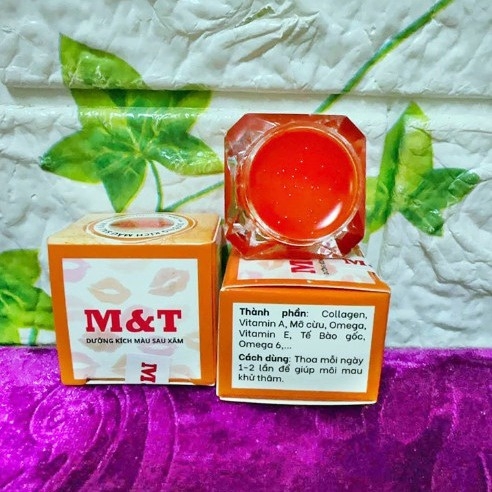 M&T
DƯỠNG KÍCH MÀU SAU XĂM
M
Thành phần: Collagen,
Vitamin A, Mỡ cừu, Omega,
Vitamin E, Tế Bào gốc,
Omega 6,...
Cách dùng: Thoa mỗi ngày
1-2 lần để giúp môi mau
khử thâm.